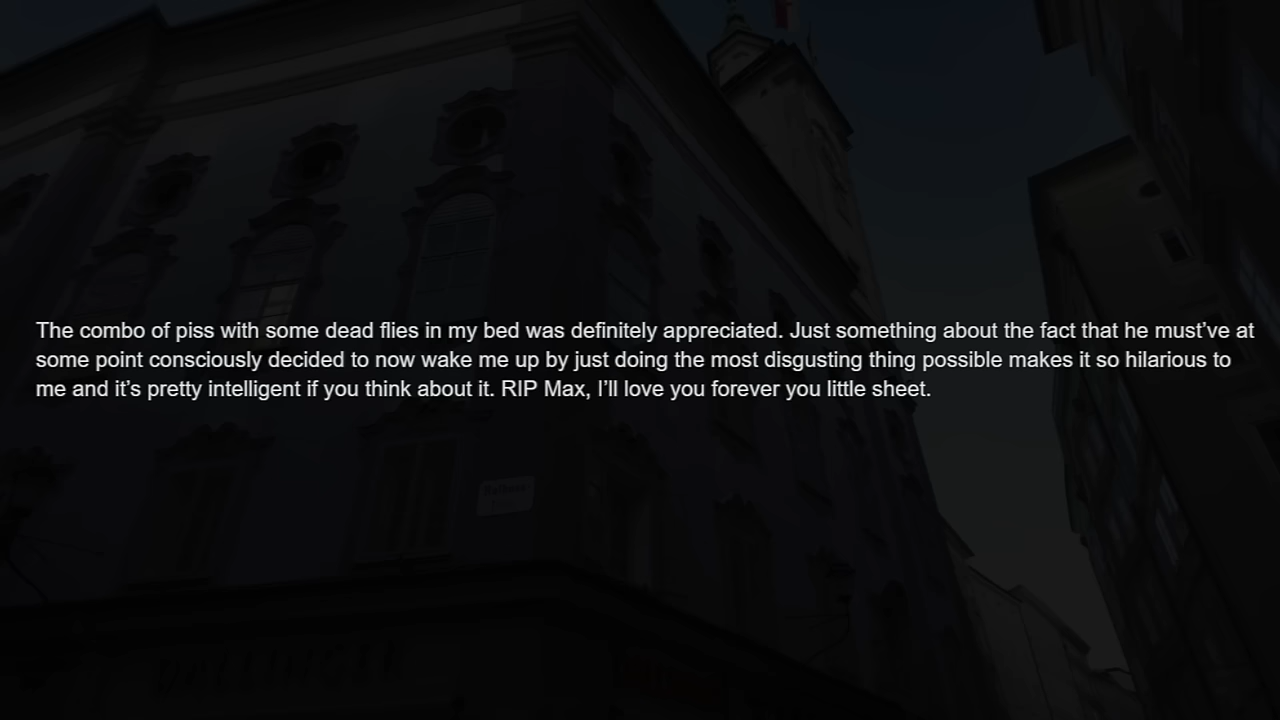 The combo of piss with some dead flies in my bed was definitely appreciated. Just something about the fact that he must’ve at
some point consciously decided to now wake me up by just doing the most disgusting thing possible makes it so hilarious to
me and it’s pretty intelligent if you think about it. RIP Max, I’ll love you forever you little sheet.